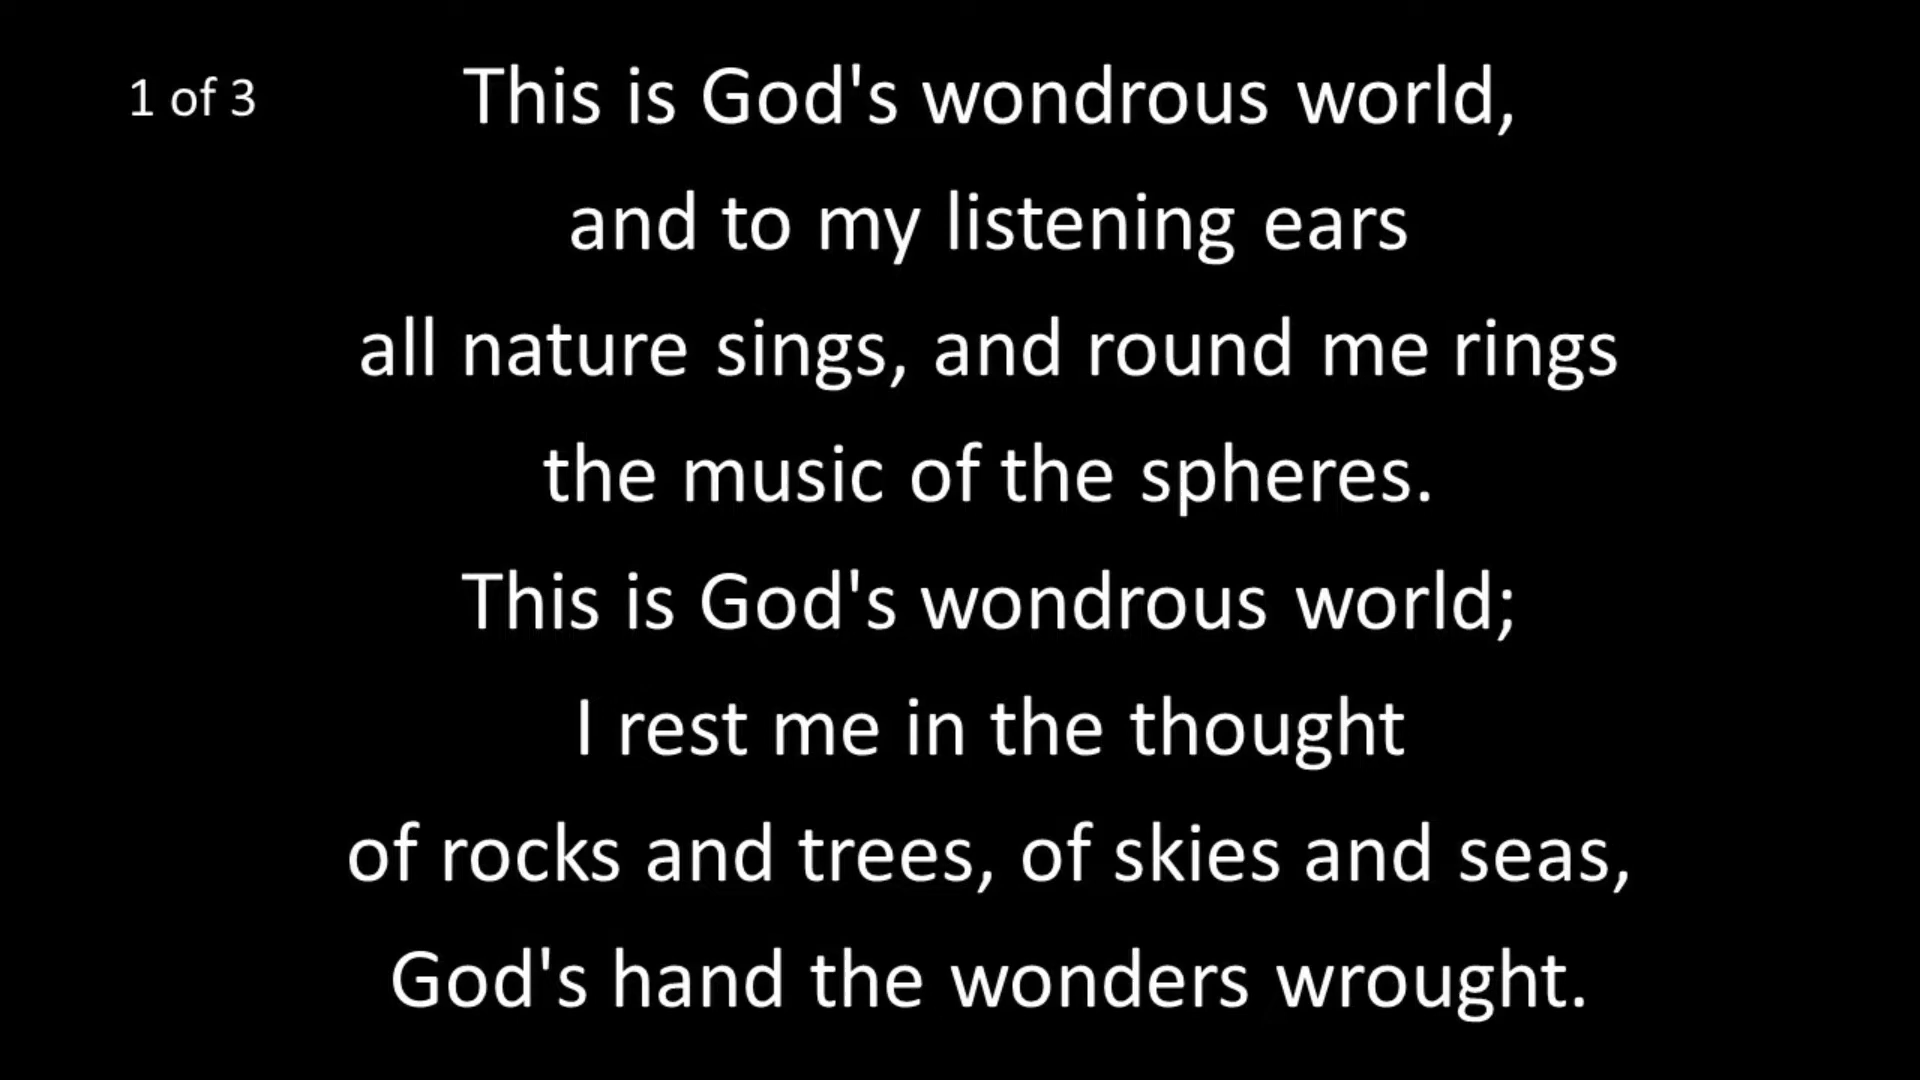 1 of 3
This is God's wondrous world,
and to my listening ears
all nature sings, and round me rings
the music of the spheres.
This is God's wondrous world;
I rest me in the thought
of rocks and trees, of skies and seas,
God's hand the wonders wrought.